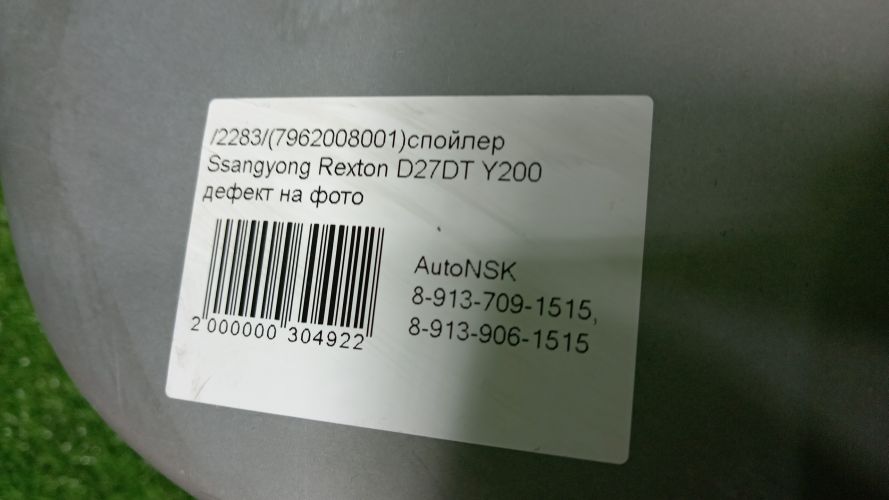 /2283/(7962008001)спойлер
Ssangyong Rexton D27DT Y200
дефект на фото
AutoNSK
8-913-709-1515,
8-913-906-1515
2 000000 304922